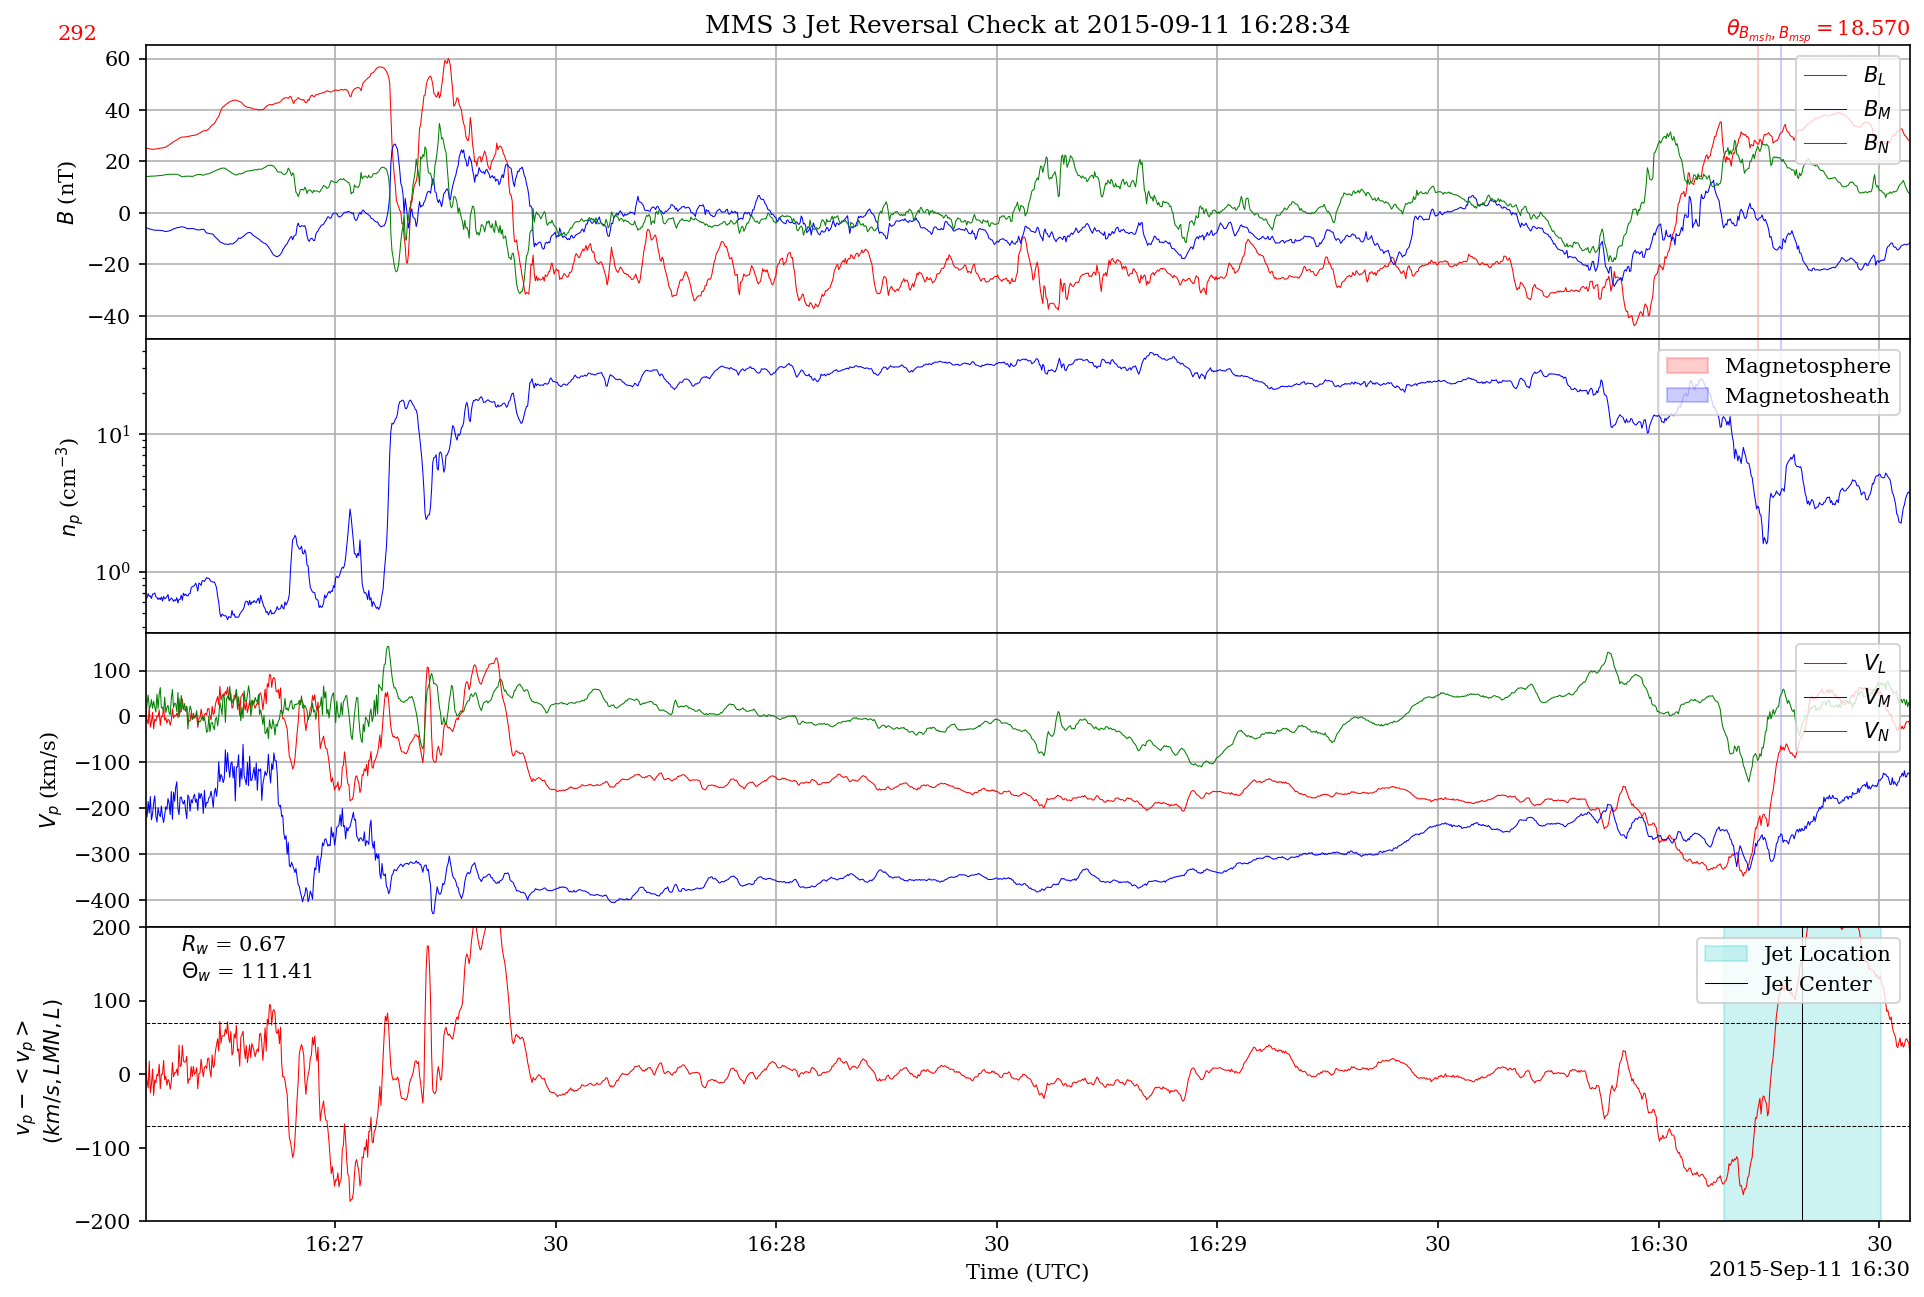 MMS 3 Jet Reversal Check at 2015-09-11 16:28:34
292
θ_{B_{msh}, B_{msp}} = 18.570
60
40
20
0
−20
−40
B (nT)
B_L
B_M
B_N
10^1
10^0
n_p (cm^{−3})
Magnetosphere
Magnetosheath
100
0
−100
−200
−300
−400
V_p (km/s)
V_L
V_M
V_N
200
100
0
−100
−200
v_p − < v_p >
(km/s, LMN, L)
R_w = 0.67
Θ_w = 111.41
Jet Location
Jet Center
16:27 30 16:28 30 16:29 30 16:30 30
Time (UTC)
2015-Sep-11 16:30